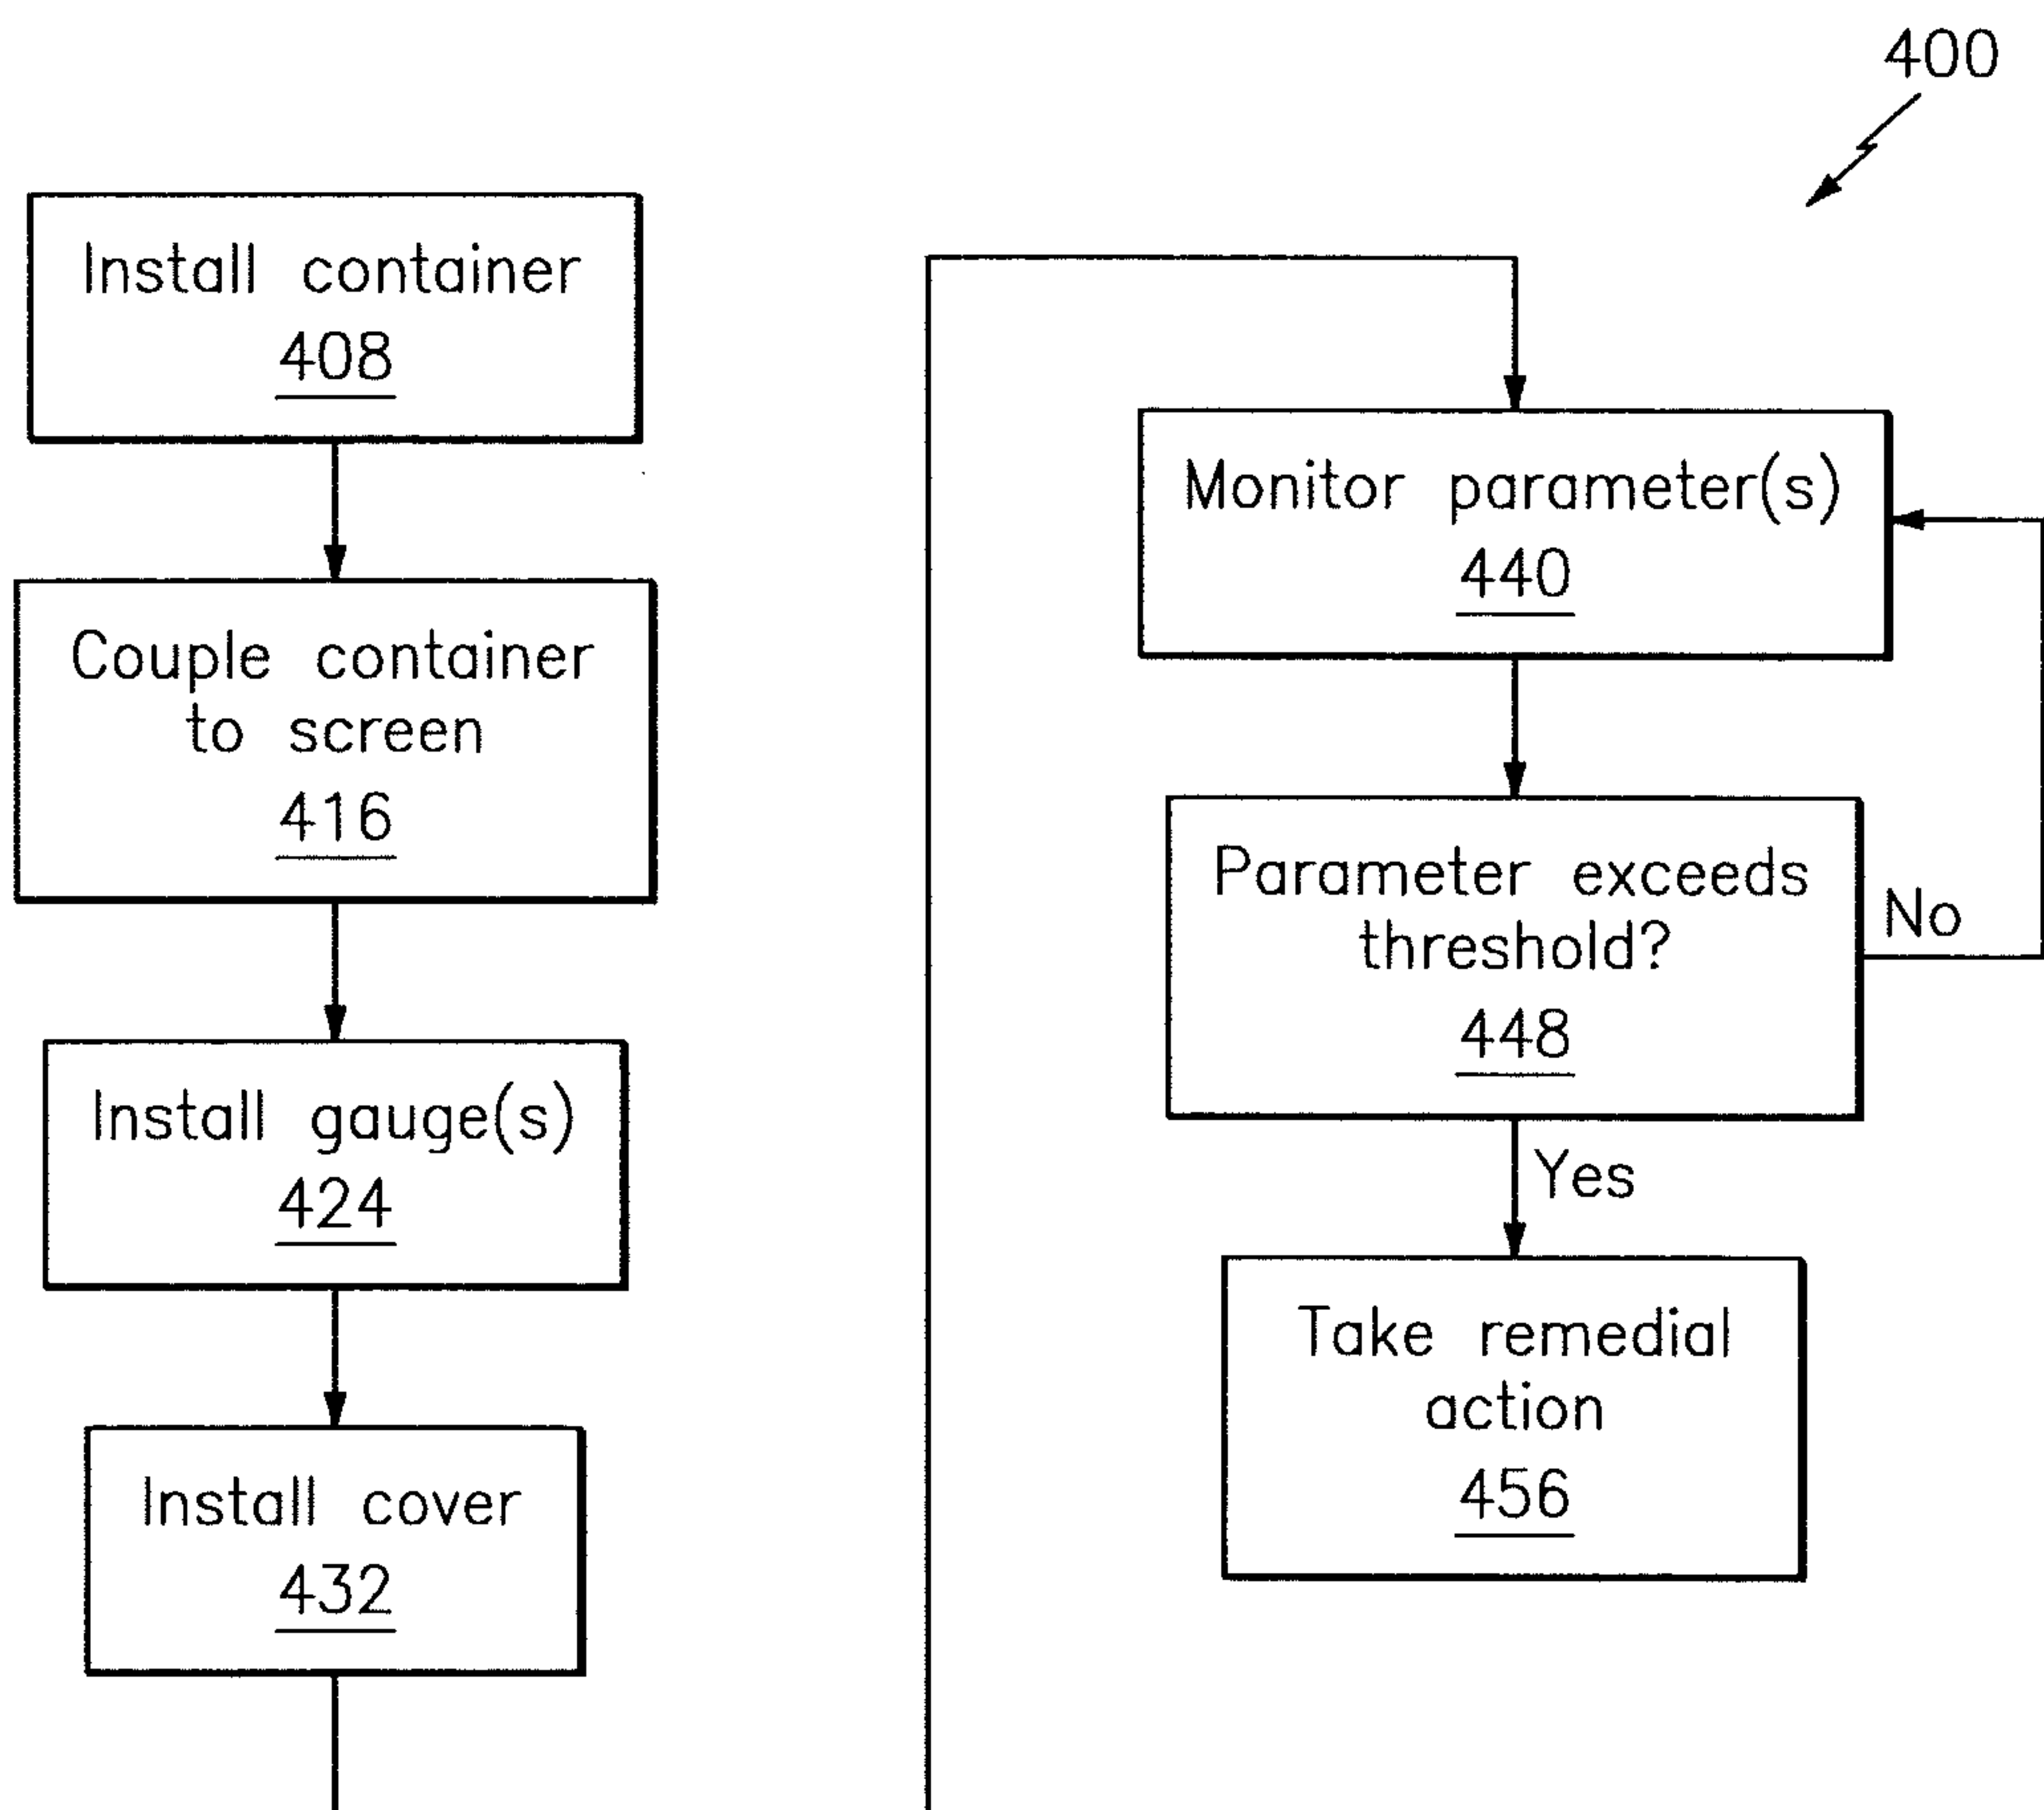 400
Install container
408
Couple container
to screen
416
Install gauge(s)
424
Install cover
432
Monitor parameter(s)
440
Parameter exceeds
threshold?
448
No
Yes
Take remedial
action
456